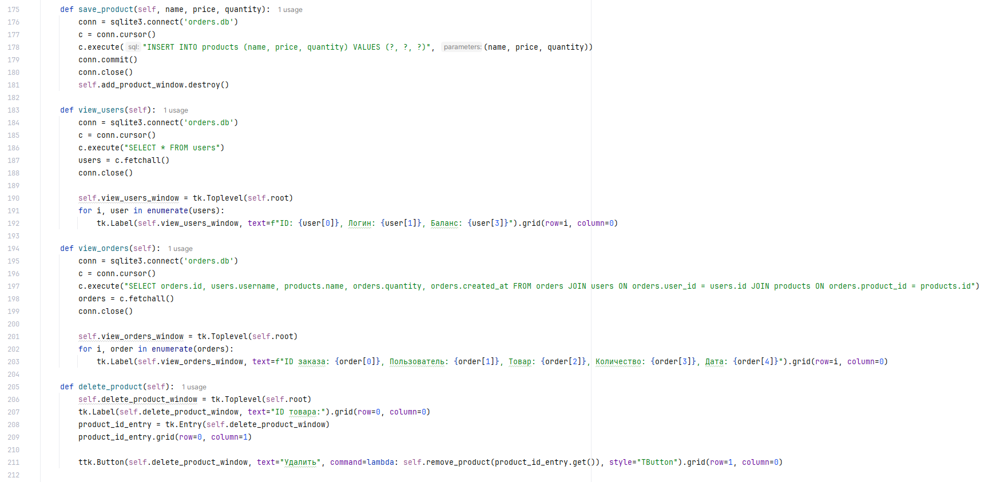 175 def save_product(self, name, price, quantity): 1 usage
176 conn = sqlite3.connect('orders.db')
177 c = conn.cursor()
178 c.execute( sql: "INSERT INTO products (name, price, quantity) VALUES (?, ?, ?)", parameters: (name, price, quantity))
179 conn.commit()
180 conn.close()
181 self.add_product_window.destroy()
182
183 def view_users(self): 1 usage
184 conn = sqlite3.connect('orders.db')
185 c = conn.cursor()
186 c.execute("SELECT * FROM users")
187 users = c.fetchall()
188 conn.close()
189
190 self.view_users_window = tk.Toplevel(self.root)
191 for i, user in enumerate(users):
192 tk.Label(self.view_users_window, text=f"ID: {user[0]}, Логин: {user[1]}, Баланс: {user[3]}").grid(row=i, column=0)
193
194 def view_orders(self): 1 usage
195 conn = sqlite3.connect('orders.db')
196 c = conn.cursor()
197 c.execute("SELECT orders.id, users.username, products.name, orders.quantity, orders.created_at FROM orders JOIN users ON orders.user_id = users.id JOIN products ON orders.product_id = products.id")
198 orders = c.fetchall()
199 conn.close()
200
201 self.view_orders_window = tk.Toplevel(self.root)
202 for i, order in enumerate(orders):
203 tk.Label(self.view_orders_window, text=f"ID заказа: {order[0]}, Пользователь: {order[1]}, Товар: {order[2]}, Количество: {order[3]}, Дата: {order[4]}").grid(row=i, column=0)
204
205 def delete_product(self): 1 usage
206 self.delete_product_window = tk.Toplevel(self.root)
207 tk.Label(self.delete_product_window, text="ID товара:").grid(row=0, column=0)
208 product_id_entry = tk.Entry(self.delete_product_window)
209 product_id_entry.grid(row=0, column=1)
210
211 ttk.Button(self.delete_product_window, text="Удалить", command=lambda: self.remove_product(product_id_entry.get()), style="TButton").grid(row=1, column=0)
212